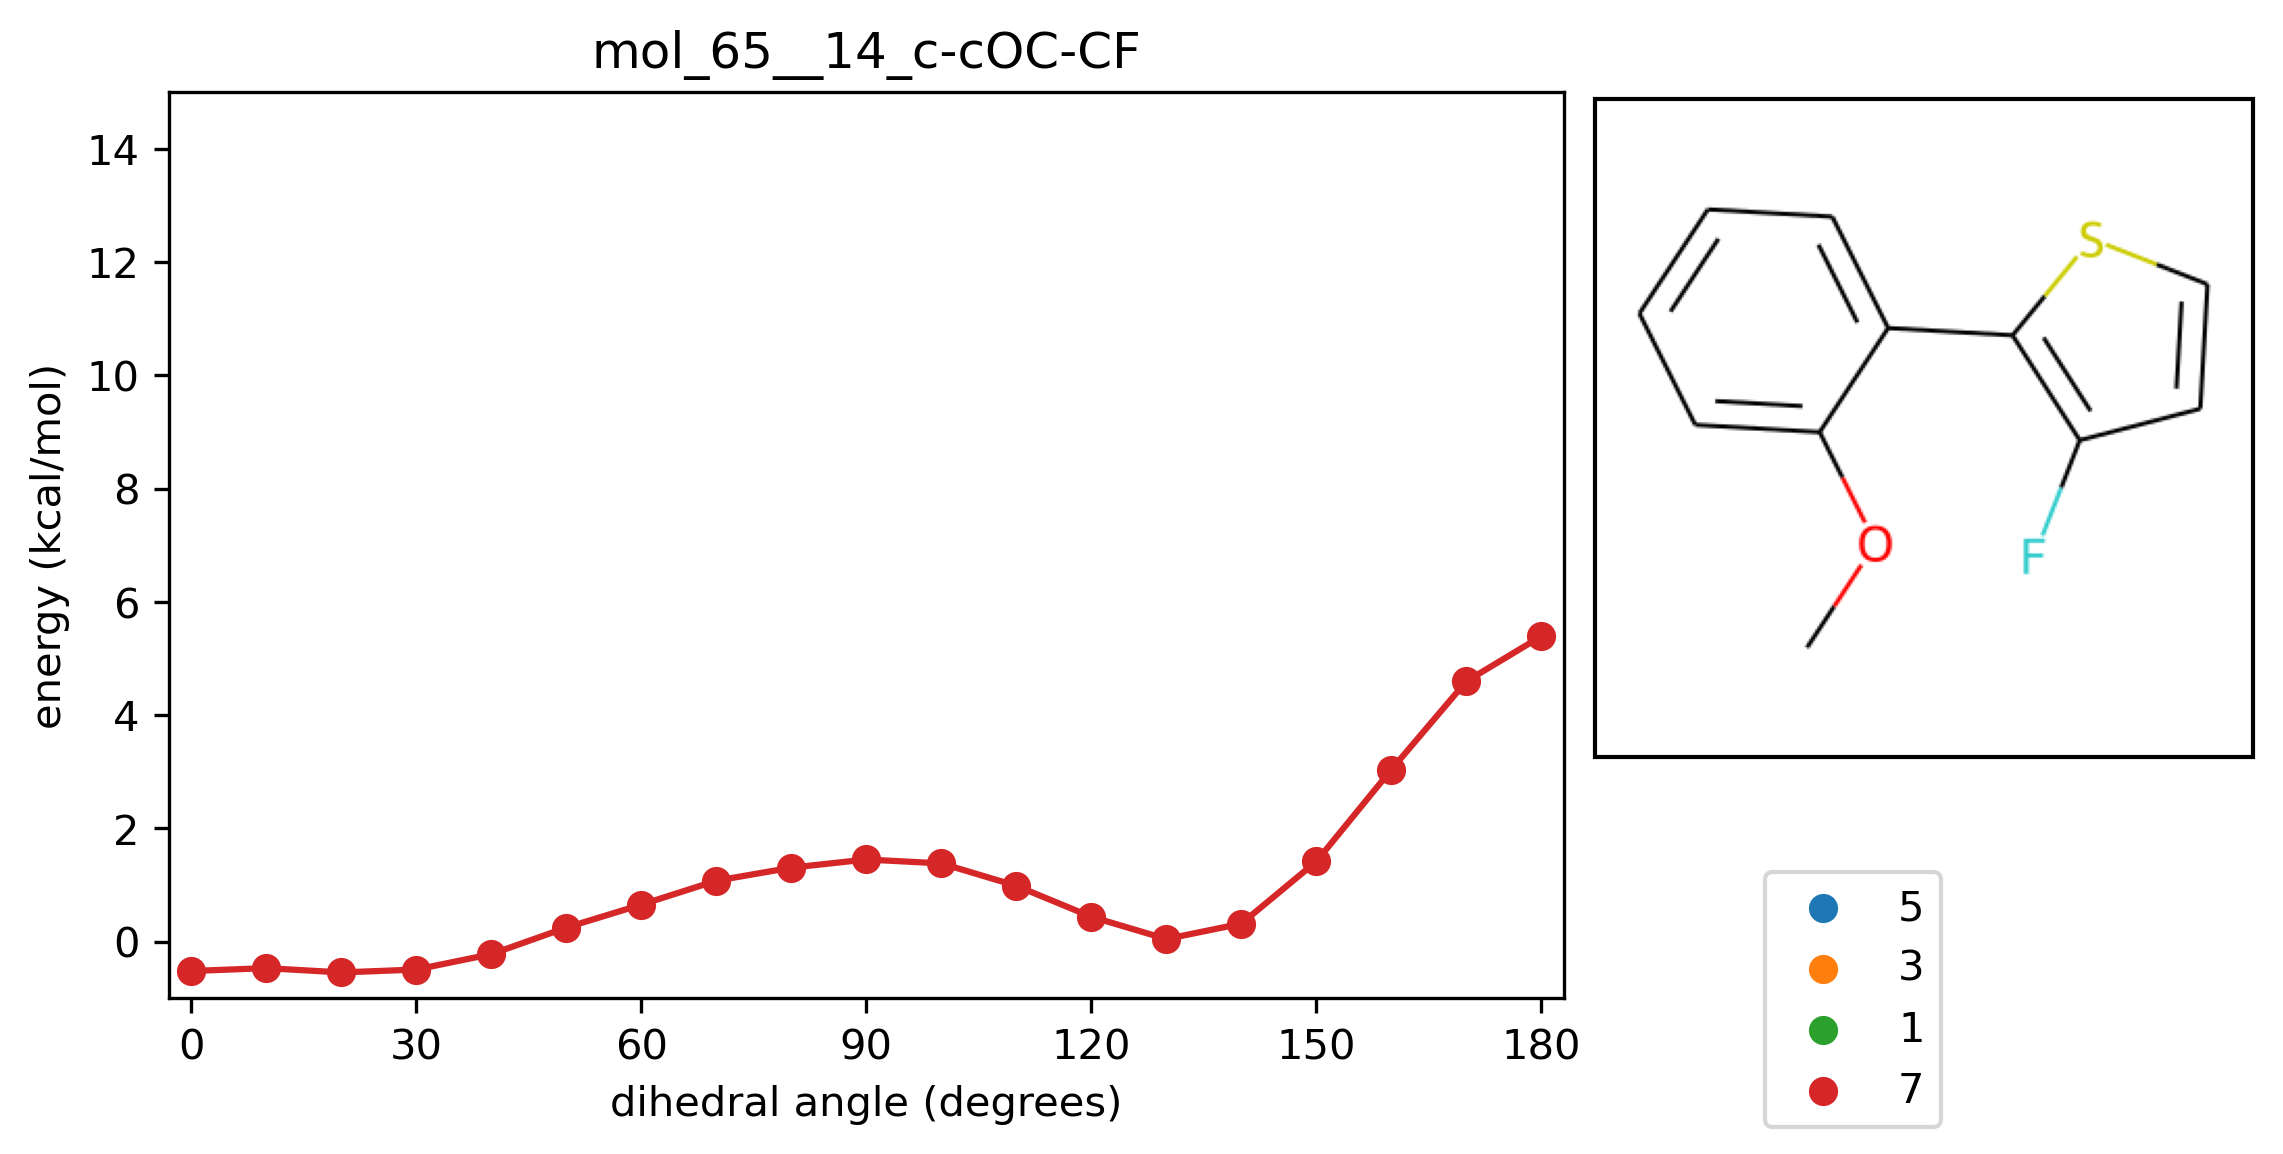 mol_65__14_c-cOC-CF
14
12
10
8
6
4
2
0
energy (kcal/mol)
0 30 60 90 120 150 180
dihedral angle (degrees)
S
O
F
5
3
1
7